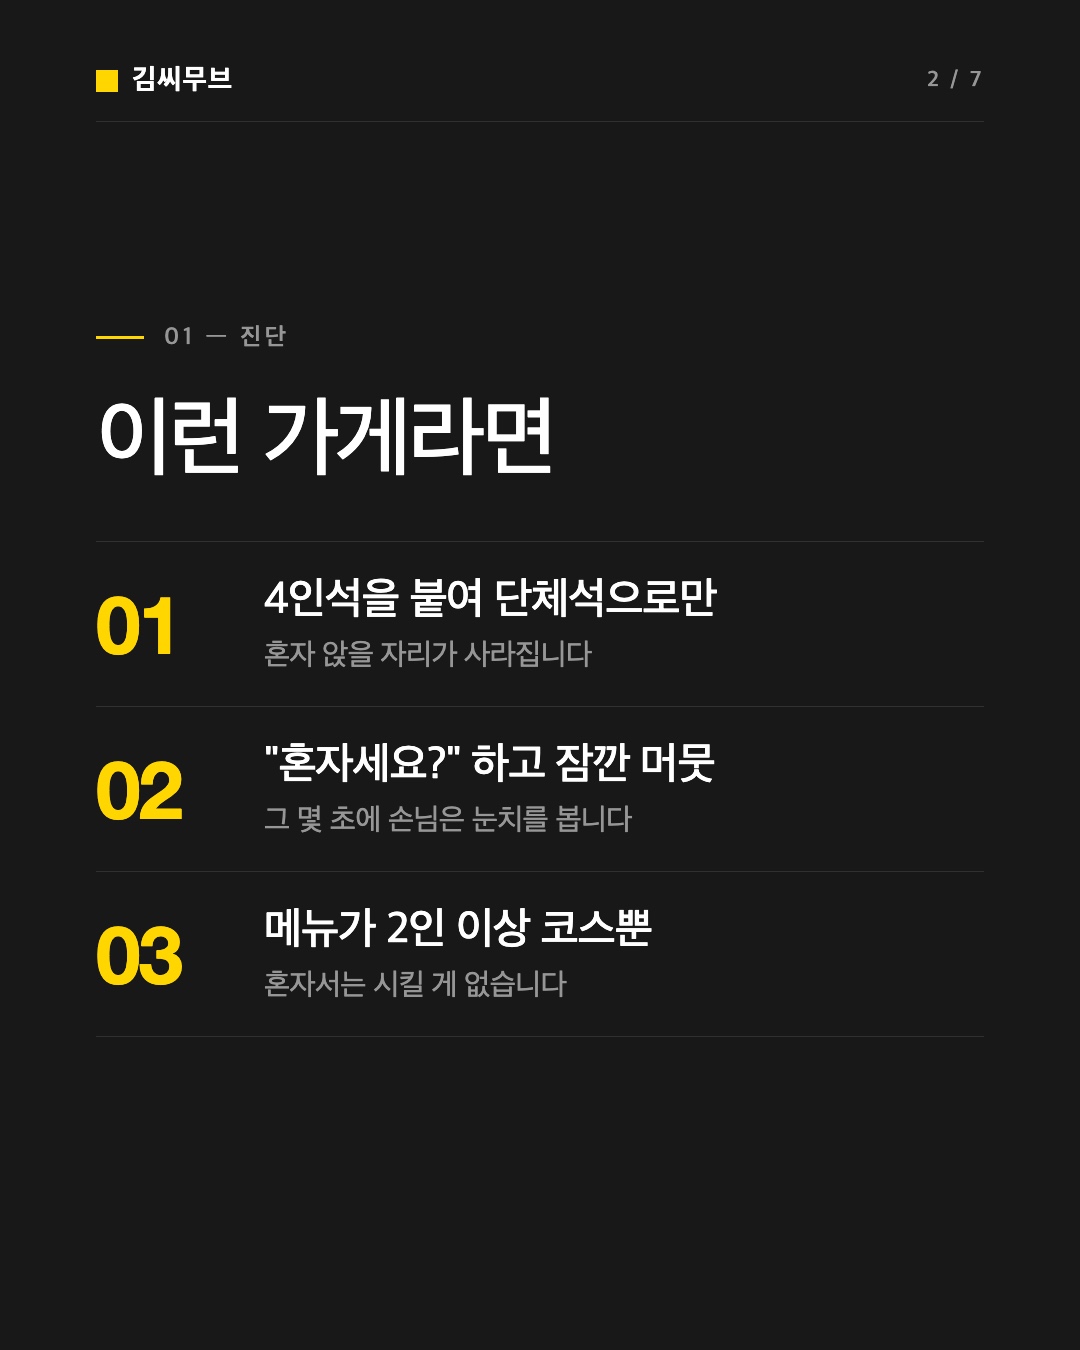 김씨무브
2 / 7
01 — 진단
이런 가게라면
01
4인석을 붙여 단체석으로만
혼자 앉을 자리가 사라집니다
02
"혼자세요?" 하고 잠깐 머뭇
그 몇 초에 손님은 눈치를 봅니다
03
메뉴가 2인 이상 코스뿐
혼자서는 시킬 게 없습니다